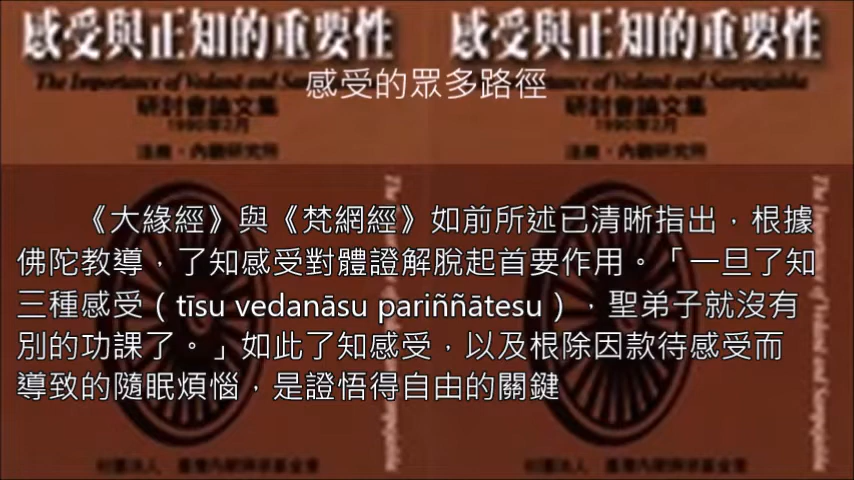 感受與正知的重要性 感受與正知的重要性
感受的眾多路徑
The Importance of Vedanā and Sampajañña
研討會論文集 研討會論文集
1990年2月 1990年2月
法崗・內觀研究所 法崗・內觀研究所
《大緣經》與《梵網經》如前所述已清晰指出，根據
佛陀教導，了知感受對體證解脫起首要作用。「一旦了知
三種感受（tīsu vedanāsu pariññātesu），聖弟子就沒有
別的功課了。」如此了知感受，以及根除因款待感受而
導致的隨眠煩惱，是證悟得自由的關鍵